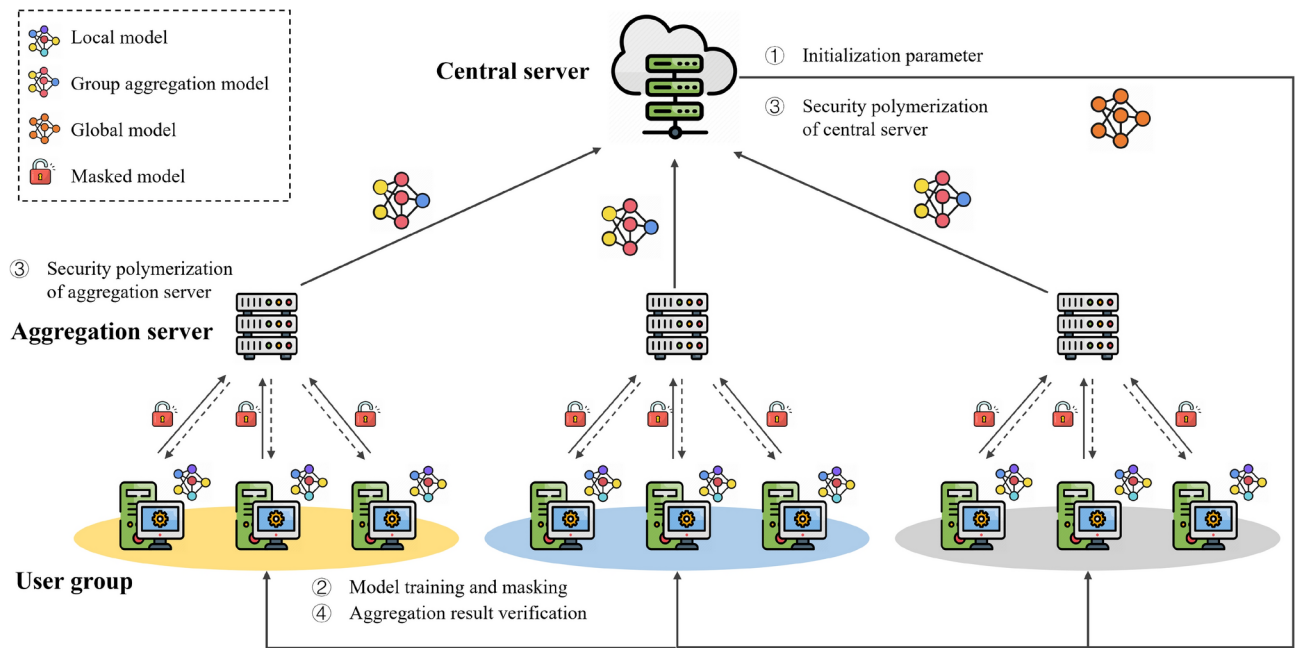 Local model
Group aggregation model
Global model
Masked model
Central server
① Initialization parameter
③ Security polymerization
of central server
③ Security polymerization
of aggregation server
Aggregation server
User group
② Model training and masking
④ Aggregation result verification